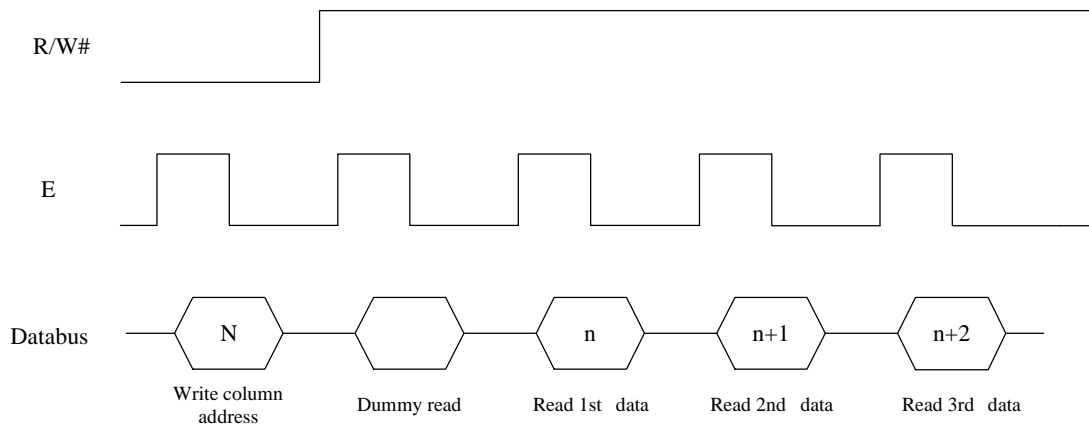 R/W#
E
Databus
N
n
n+1
n+2
Write column
address
Dummy read
Read 1st data
Read 2nd data
Read 3rd data